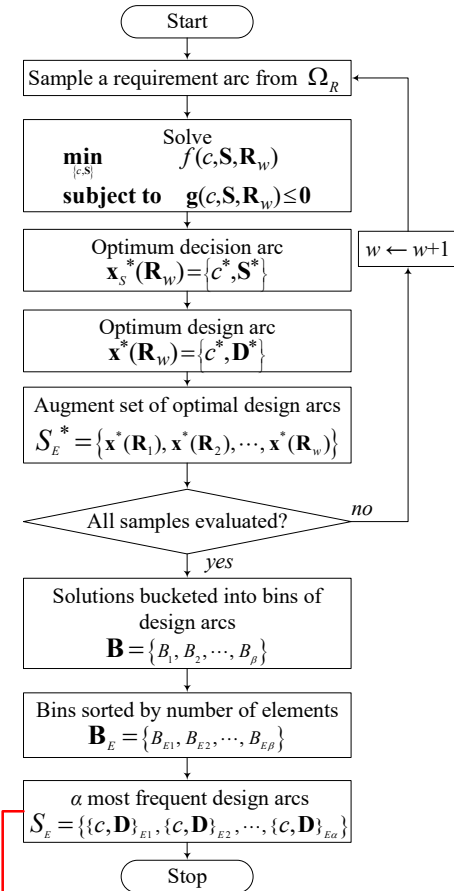 Start
Sample a requirement arc from Ω_R
Solve
min f(c,S,R_w)
{c,S}
subject to g(c,S,R_w)≤0
Optimum decision arc
x_s^*(R_w)={c^*,S^*}
w ← w+1
Optimum design arc
x^*(R_w)={c^*,D^*}
Augment set of optimal design arcs
S_E^*={x^*(R_1),x^*(R_2),⋯,x^*(R_w)}
All samples evaluated?
no
yes
Solutions bucketed into bins of
design arcs
B={B_1,B_2,⋯,B_β}
Bins sorted by number of elements
B_E={B_E1,B_E2,⋯,B_Eβ}
α most frequent design arcs
S_E={{c,D}_E1,{c,D}_E2,⋯,{c,D}_Eα}
Stop